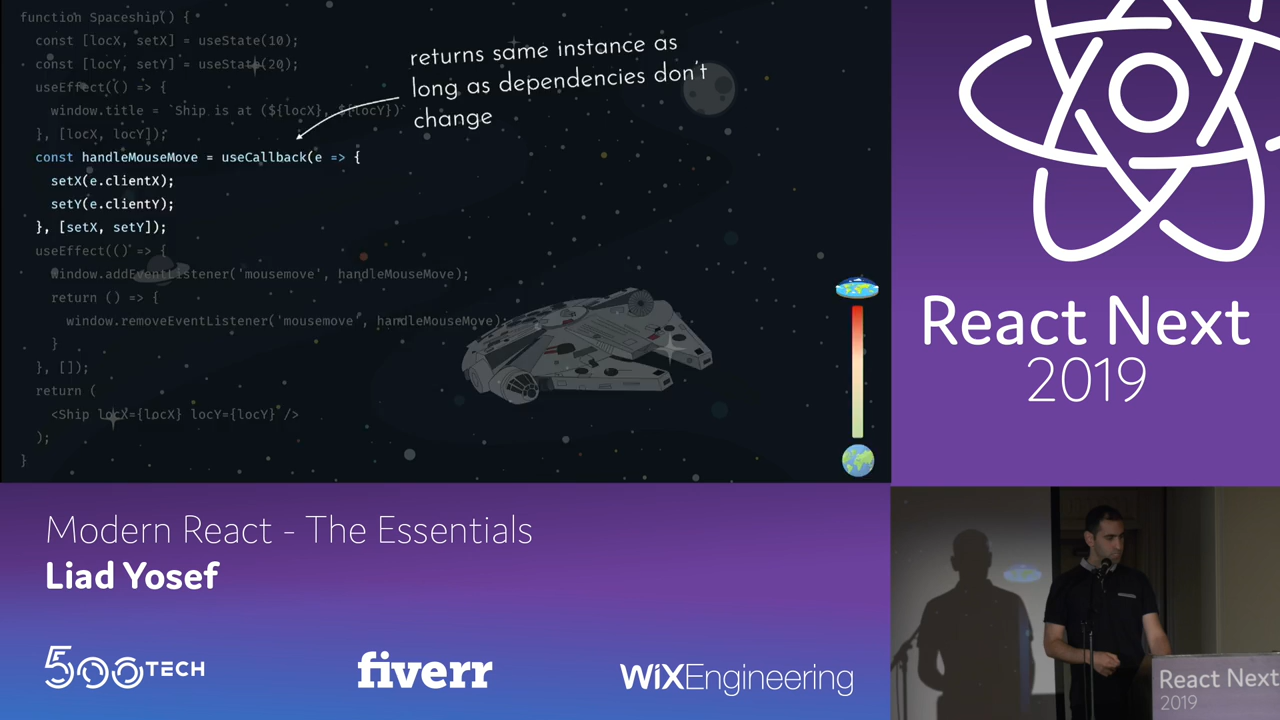 function Spaceship() {
const [locX, setX] = useState(10);
const [locY, setY] = useState(20);
useEffect(() => {
window.title = `Ship is at (${locX}, ${locY})`
}, [locX, locY]);
const handleMouseMove = useCallback(e => {
setX(e.clientX);
setY(e.clientY);
}, [setX, setY]);
useEffect(() => {
window.addEventListener('mousemove', handleMouseMove);
return () => {
window.removeEventListener('mousemove', handleMouseMove);
}
}, []);
return (
<Ship locX={locX} locY={locY} />
);
}
returns same instance as
long as dependencies don't
change
React Next
2019
Modern React - The Essentials
Liad Yosef
500TECH
fiverr
WiXEngineering
React Next
2019